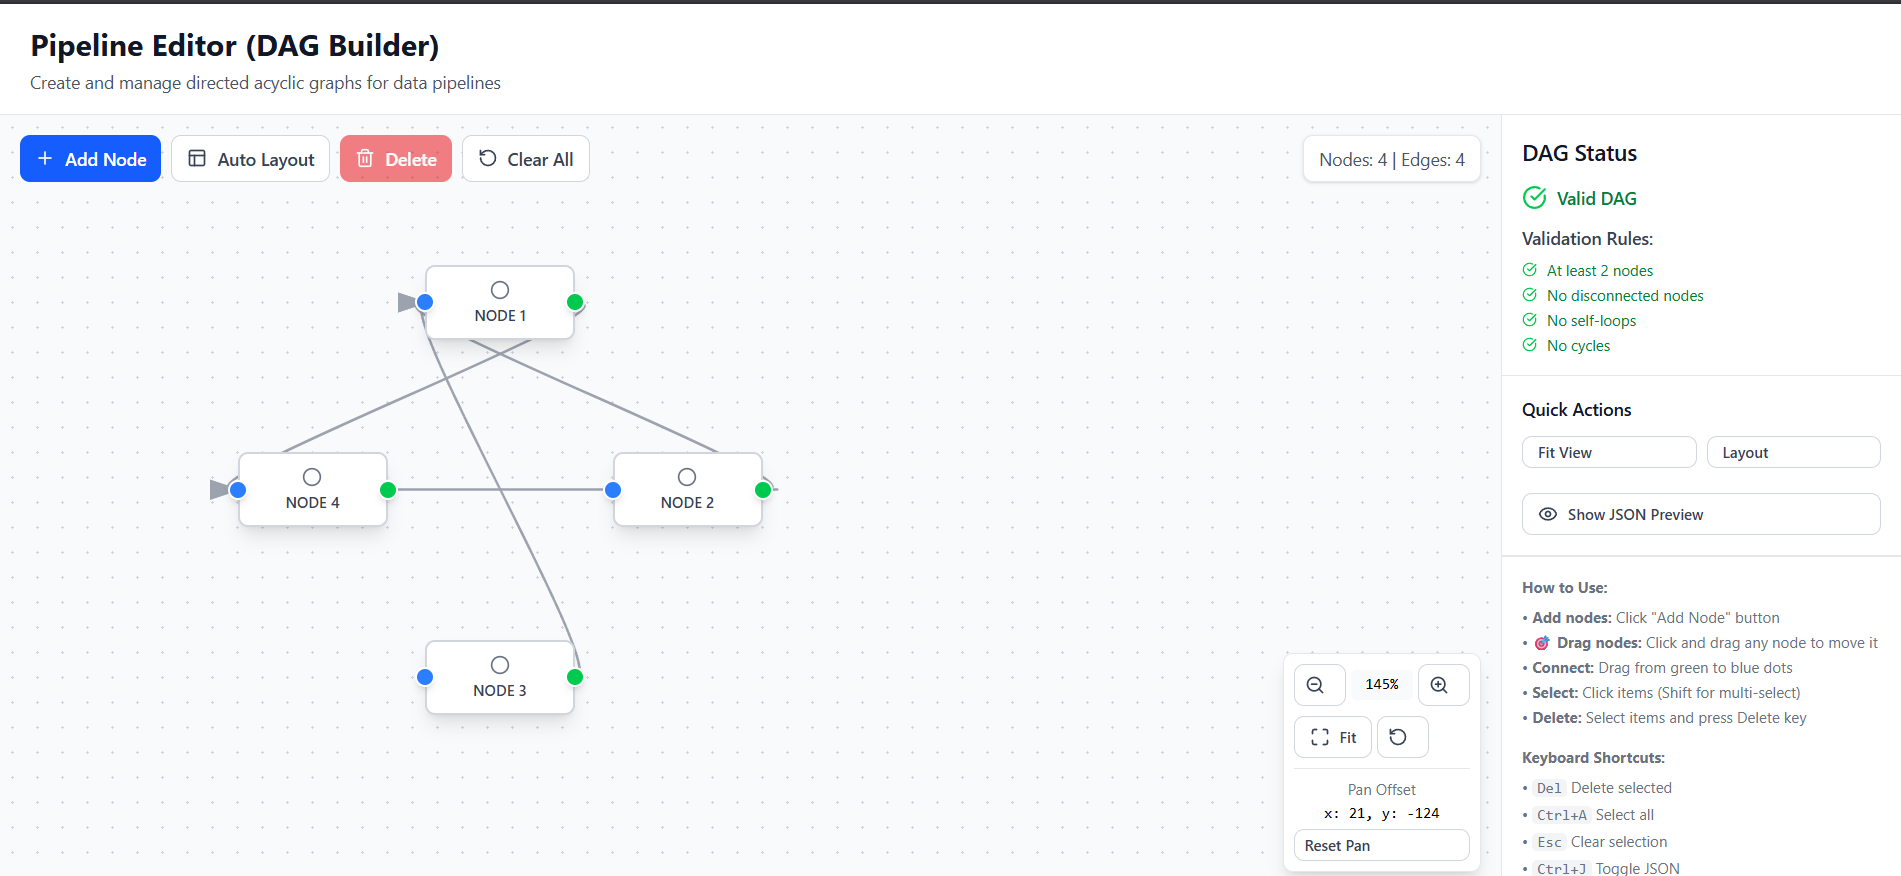 Pipeline Editor (DAG Builder)
Create and manage directed acyclic graphs for data pipelines
Add Node
Auto Layout
Delete
Clear All
Nodes: 4 | Edges: 4
NODE 1
NODE 4
NODE 2
NODE 3
145%
Fit
Pan Offset
x: 21, y: -124
Reset Pan
DAG Status
Valid DAG
Validation Rules:
At least 2 nodes
No disconnected nodes
No self-loops
No cycles
Quick Actions
Fit View
Layout
Show JSON Preview
How to Use:
• Add nodes: Click "Add Node" button
• 🎯 Drag nodes: Click and drag any node to move it
• Connect: Drag from green to blue dots
• Select: Click items (Shift for multi-select)
• Delete: Select items and press Delete key
Keyboard Shortcuts:
• Del Delete selected
• Ctrl+A Select all
• Esc Clear selection
• Ctrl+J Toggle JSON